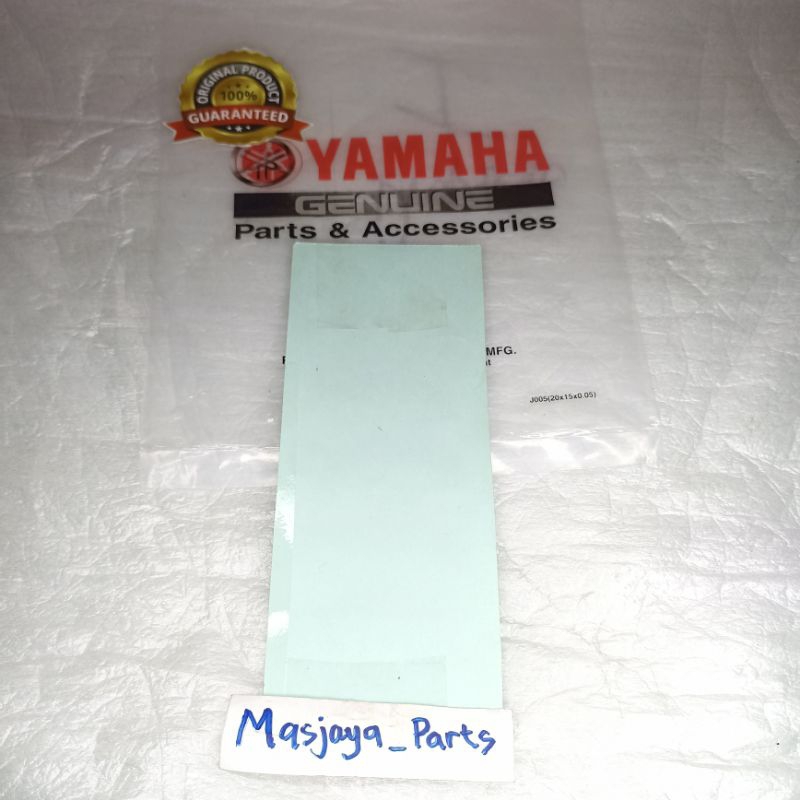 ORIGINAL PRODUCT
100%
GUARANTEED
YAMAHA
GENUINE
Parts & Accessories
MFG.
J005(20x15x0.05)
Masjaya_Parts